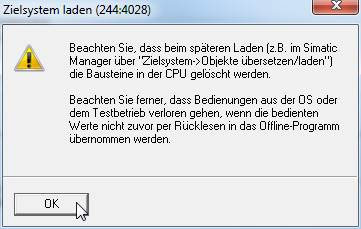 Zielsystem laden (244:4028)
Beachten Sie, dass beim späteren Laden (z.B. im Simatic
Manager über "Zielsystem->Objekte übersetzen/laden")
die Bausteine in der CPU gelöscht werden.
Beachten Sie ferner, dass Bedienungen aus der OS oder
dem Testbetrieb verloren gehen, wenn die bedienten
Werte nicht zuvor per Rücklesen in das Offline-Programm
übernommen werden.
OK